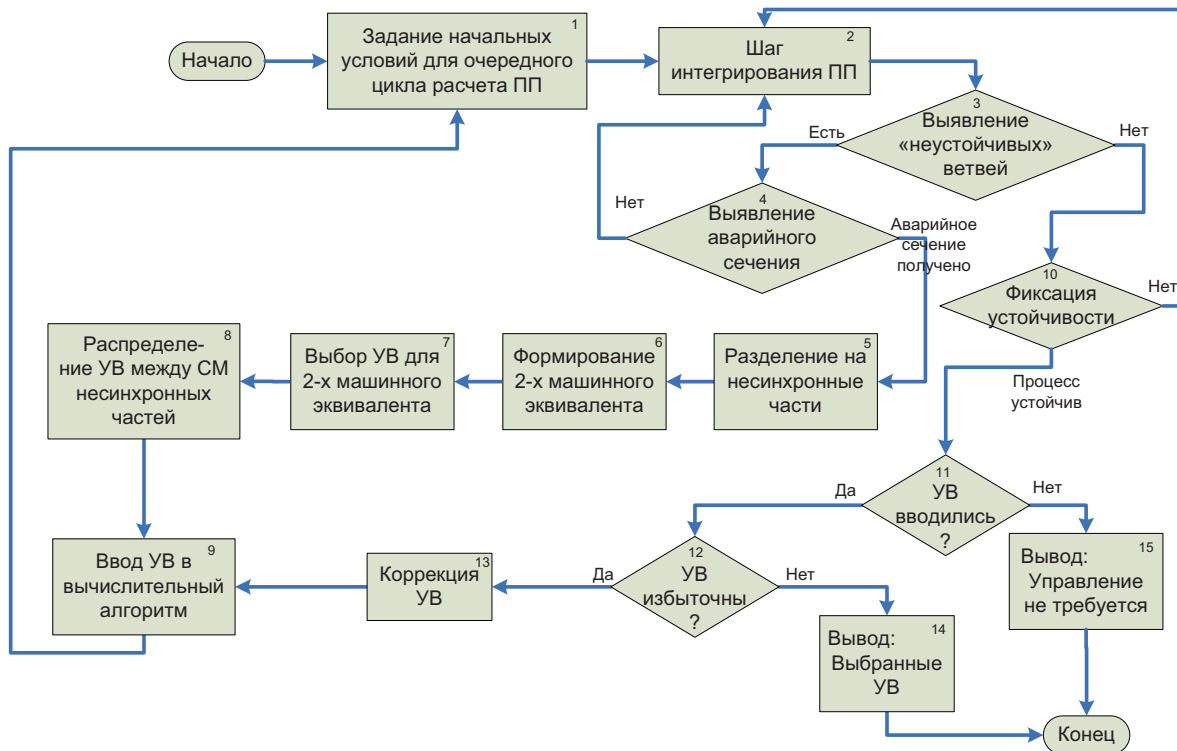 Начало
1
Задание начальных
условий для очередного
цикла расчета ПП
2
Шаг
интегрирования ПП
3
Выявление
«неустойчивых»
ветвей
Есть
Нет
4
Выявление
аварийного
сечения
Нет
Аварийное
сечение
получено
10
Фиксация
устойчивости
Нет
Процесс
устойчив
5
Разделение на
несинхронные
части
6
Формирование
2-х машинного
эквивалента
7
Выбор УВ для
2-х машинного
эквивалента
8
Распределе-
ние УВ между СМ
несинхронных
частей
9
Ввод УВ в
вычислительный
алгоритм
11
УВ
вводились
?
Да
Нет
12
УВ
избыточны
?
Да
Нет
13
Коррекция
УВ
14
Вывод:
Выбранные
УВ
15
Вывод:
Управление
не требуется
Конец